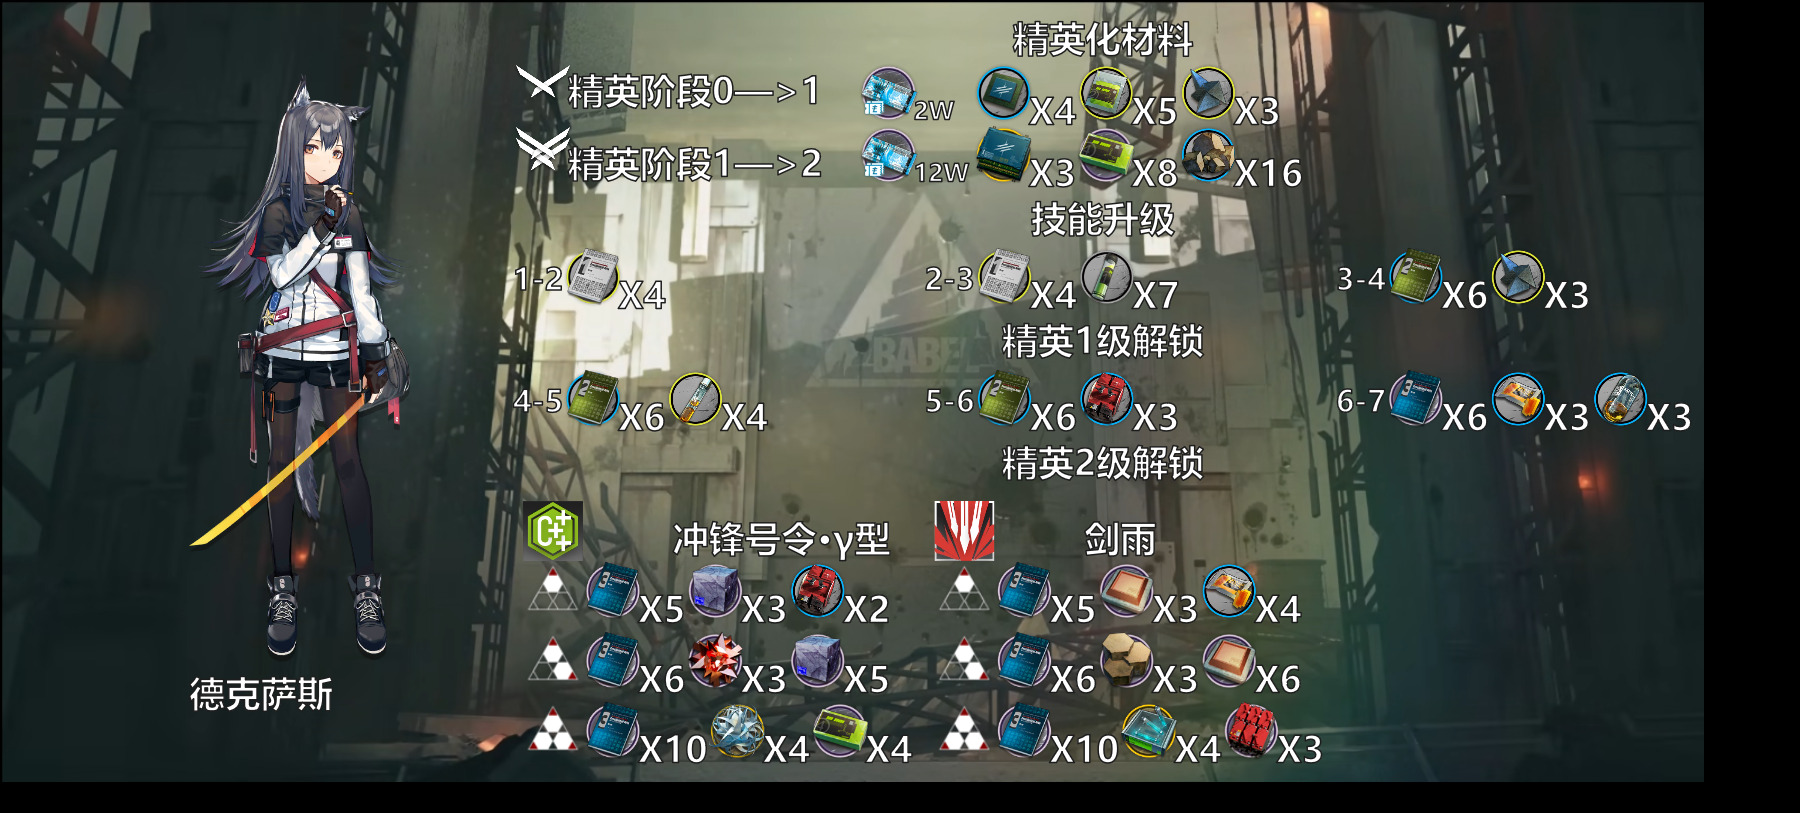 精英化材料
精英阶段0—>1 2W X4 X5 X3
精英阶段1—>2 12W X3 X8 X16
技能升级
1-2 X4 2-3 X4 X7 3-4 X6 X3
精英1级解锁
BABEL
4-5 X6 X4 5-6 X6 X3 6-7 X6 X3 X3
精英2级解锁
C++ 冲锋号令·γ型 剑雨
X5 X3 X2 X5 X3 X4
X6 X3 X5 X6 X3 X6
德克萨斯
X10 X4 X4 X10 X4 X3